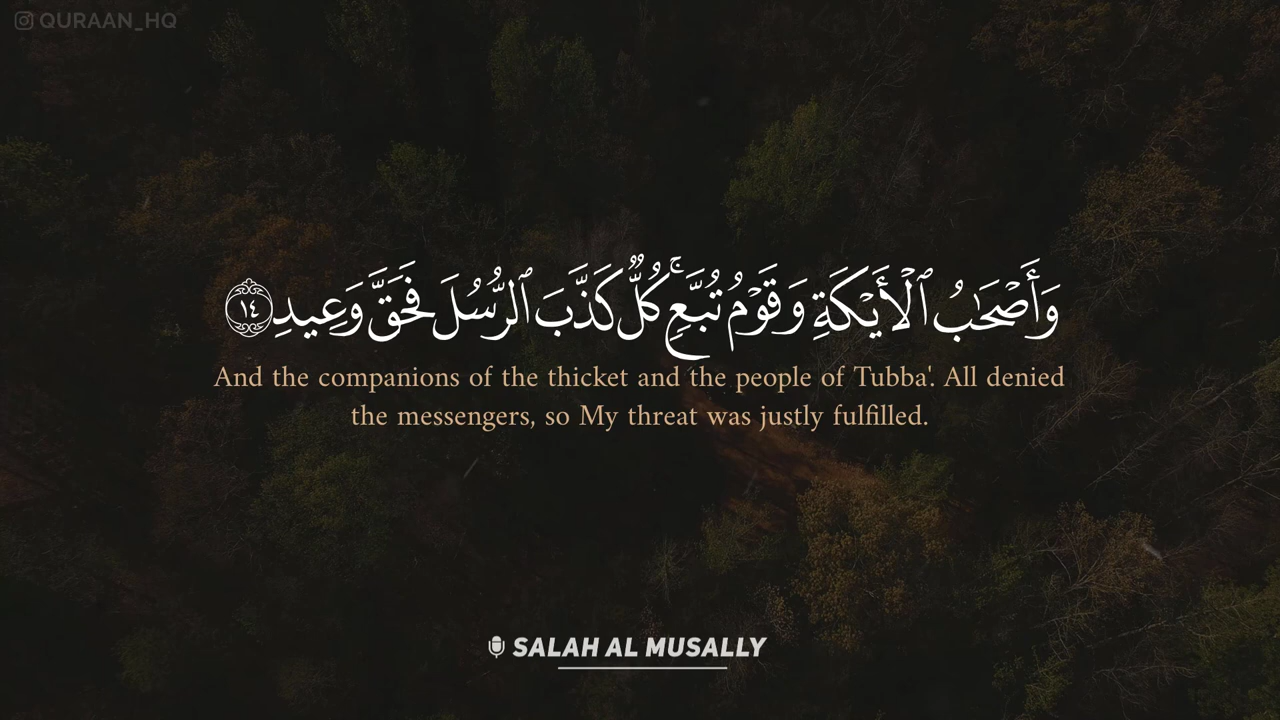 QURAAN_HQ
وَأَصْحَٰبُ ٱلْأَيْكَةِ وَقَوْمُ تُبَّعٍۚ كُلٌّ كَذَّبَ ٱلرُّسُلَ فَحَقَّ وَعِيدِ ١٤
And the companions of the thicket and the people of Tubba'. All denied
the messengers, so My threat was justly fulfilled.
SALAH AL MUSALLY